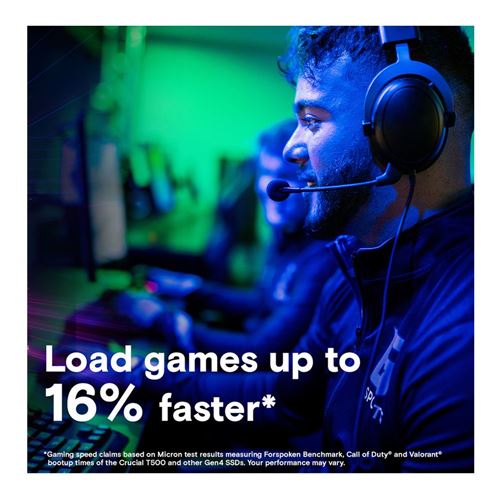 Load games up to
16% faster*
*Gaming speed claims based on Micron test results measuring Forspoken Benchmark, Call of Duty® and Valorant®
bootup times of the Crucial T500 and other Gen4 SSDs. Your performance may vary.